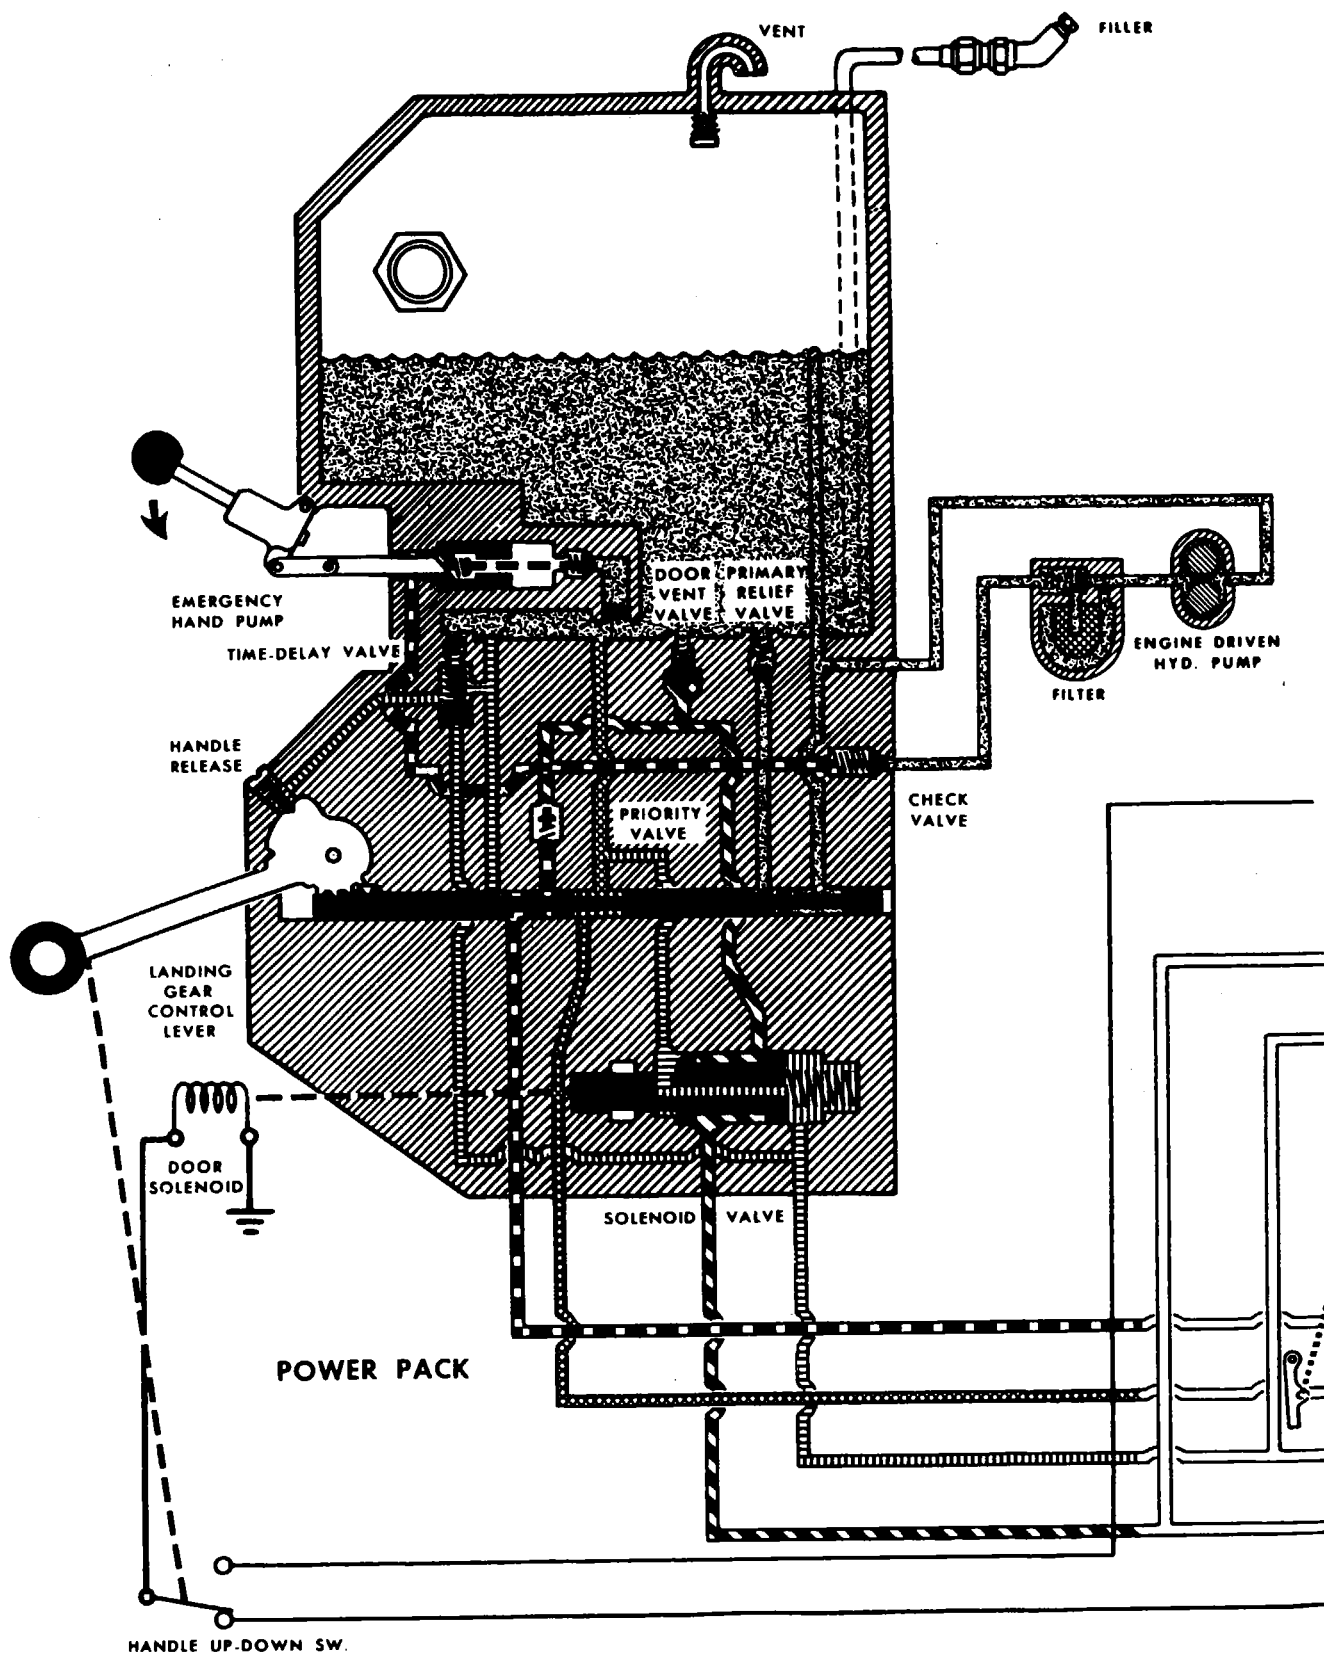 VENT
FILLER
DOOR
VENT
VALVE
PRIMARY
RELIEF
VALVE
EMERGENCY
HAND PUMP
TIME-DELAY VALVE
ENGINE DRIVEN
HYD. PUMP
FILTER
HANDLE
RELEASE
PRIORITY
VALVE
CHECK
VALVE
LANDING
GEAR
CONTROL
LEVER
DOOR
SOLENOID
SOLENOID VALVE
POWER PACK
HANDLE UP-DOWN SW.